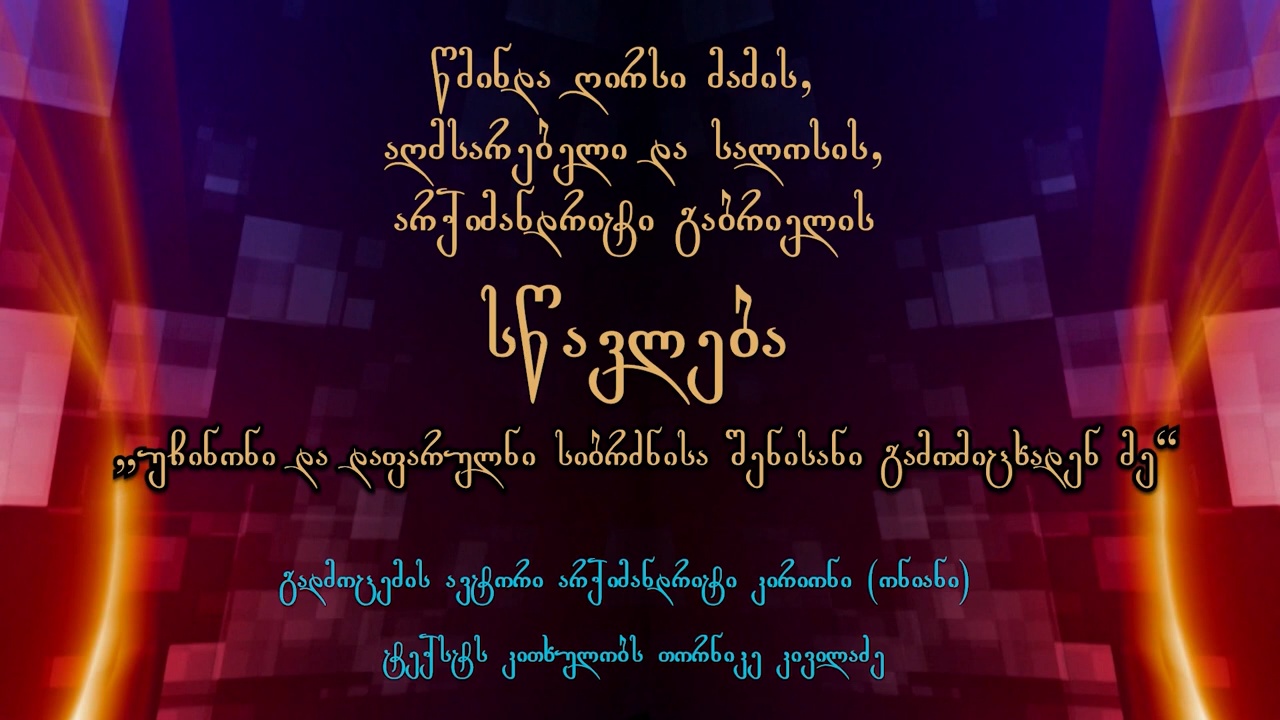 წმინდა ღირსი მამის,
აღმსარებელი და სალოსის,
არქიმანდრიტი გაბრიელის
სწავლება
„უჩინონი და დაფარულნი სიბრძნისა შენისანი გამომიცხადენ მე“
გადმოცემის ავტორი არქიმანდრიტი კირიონი (ონიანი)
ტექსტს კითხულობს თორნიკე კივილაძე